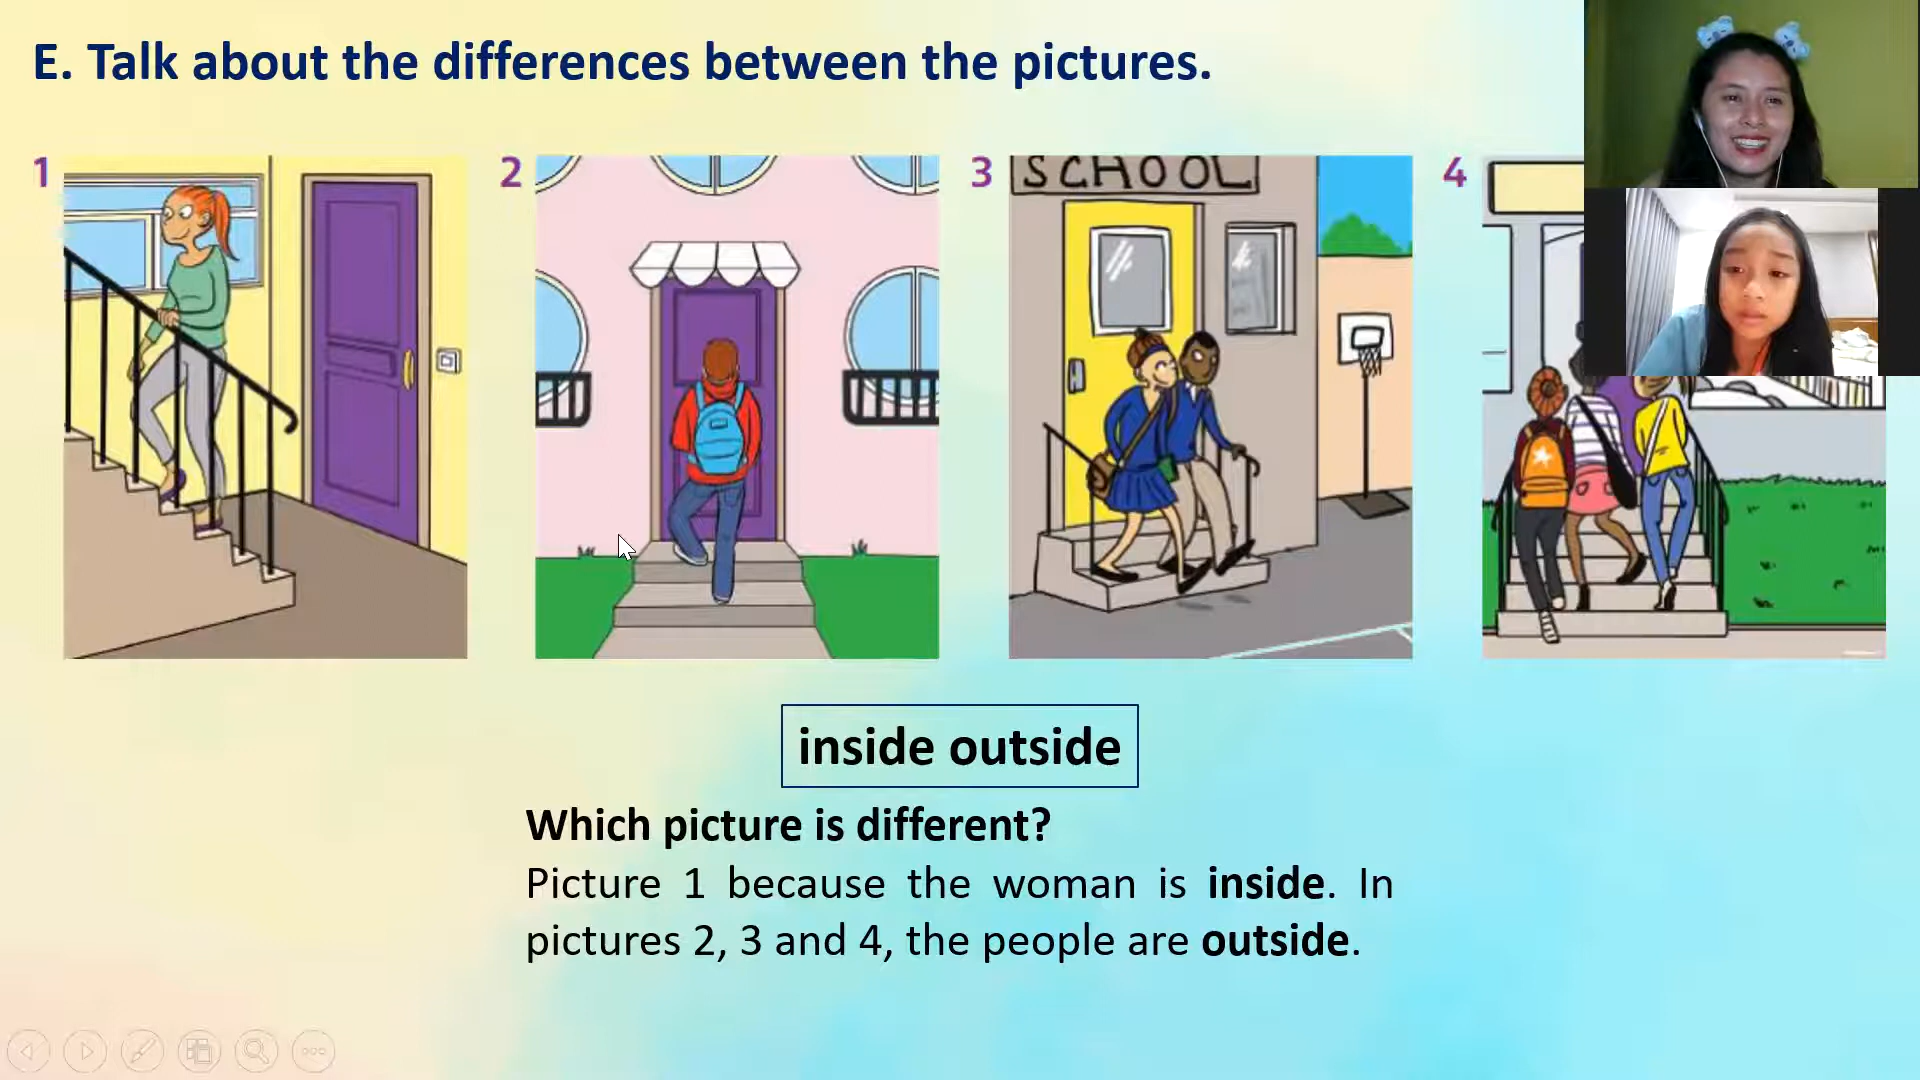 E. Talk about the differences between the pictures.
1
2
3
4
SCHOOL
inside outside
Which picture is different?
Picture 1 because the woman is inside. In
pictures 2, 3 and 4, the people are outside.